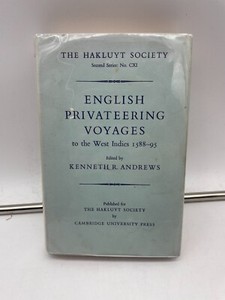 THE HAKLUYT SOCIETY
Second Series No. CXI
ENGLISH
PRIVATEERING
VOYAGES
to the West Indies 1588-95
Edited by
KENNETH R. ANDREWS
Published for
THE HAKLUYT SOCIETY
by
CAMBRIDGE UNIVERSITY PRESS